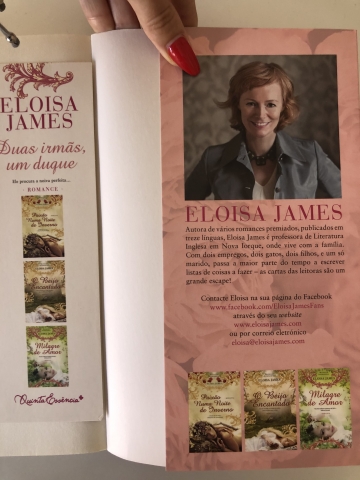 ELOISA
JAMES
Duas irmãs,
um duque
Ele procura a noiva perfeita...
ROMANCE
Paixão
Numa Noite
de Inverno
O Beijo
Encantado
Milagre
de Amor
Quinta Essência
ELOISA JAMES
Autora de vários romances premiados, publicados em
treze línguas, Eloisa James é professora de Literatura
Inglesa em Nova Iorque, onde vive com a família.
Com dois empregos, dois gatos, dois filhos, e um só
marido, passa a maior parte do tempo a escrever
listas de coisas a fazer – as cartas das leitoras são um
grande escape!
Contacte Eloisa na sua página do Facebook
www.facebook.com/EloisaJamesFans
através do seu website
www.eloisajames.com
ou por correio eletrónico
eloisa@eloisajames.com
Paixão
Numa Noite
de Inverno
ELOISA JAMES
O Beijo
Encantado
ELOISA JAMES
Milagre
de Amor